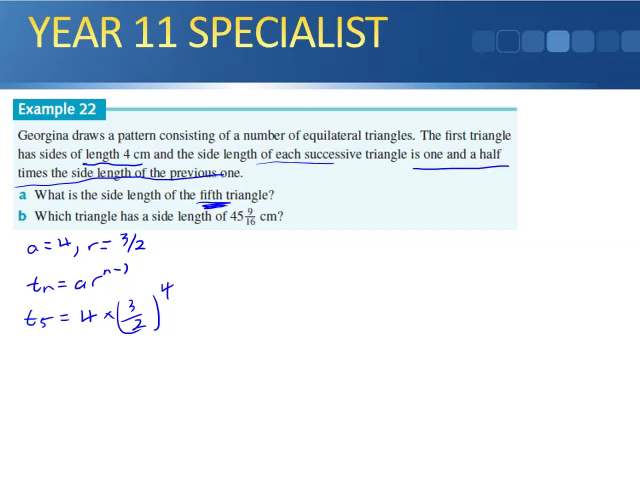 YEAR 11 SPECIALIST
Example 22
Georgina draws a pattern consisting of a number of equilateral triangles. The first triangle
has sides of length 4 cm and the side length of each successive triangle is one and a half
times the side length of the previous one.
a What is the side length of the fifth triangle?
b Which triangle has a side length of 45 9/16 cm?
a = 4, r = 3/2
tₙ = a rⁿ⁻¹
t₅ = 4 × (3/2)⁴